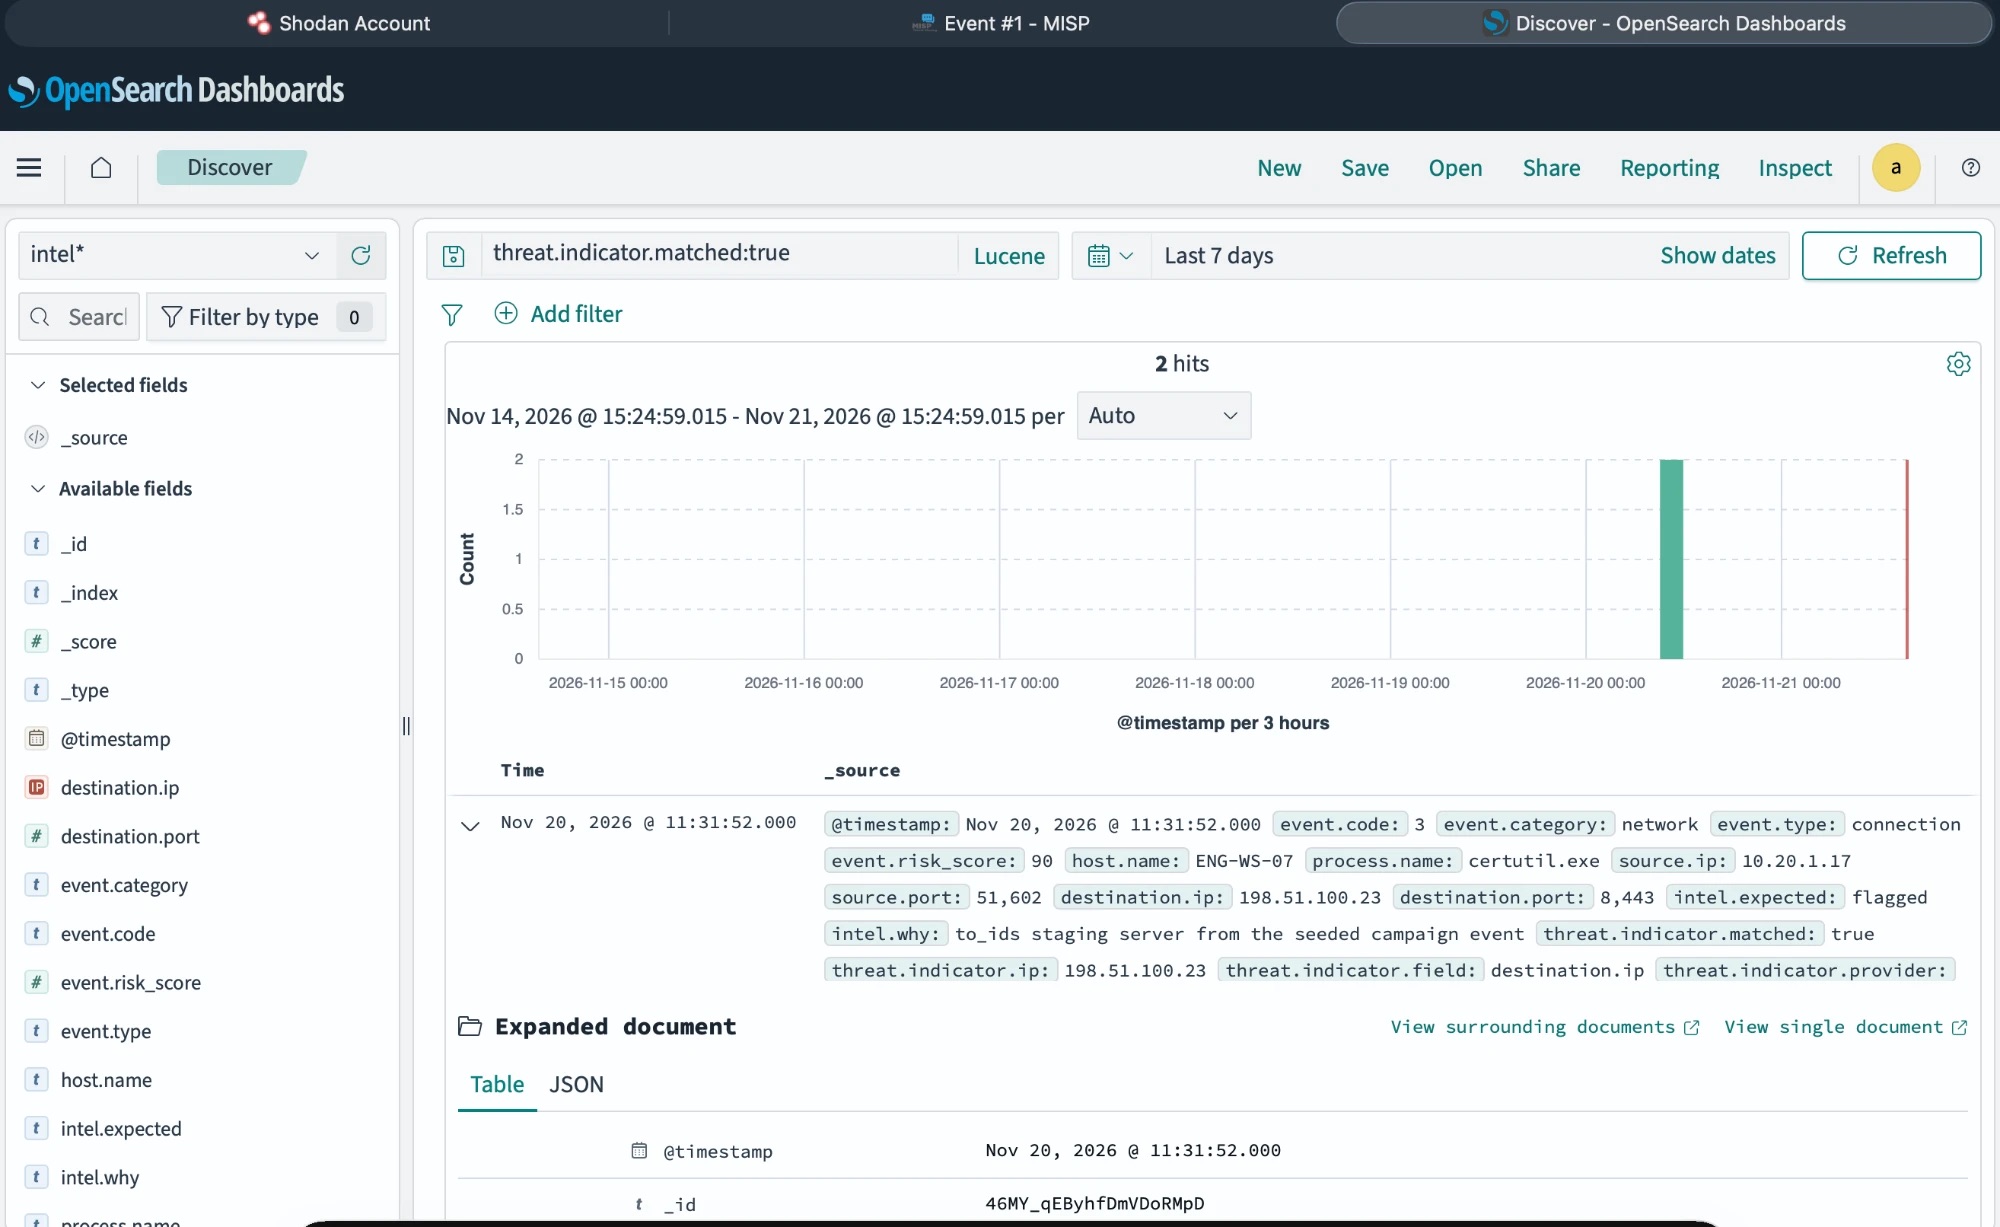 Shodan Account
Event #1 - MISP
Discover - OpenSearch Dashboards
OpenSearch Dashboards
Discover
New Save Open Share Reporting Inspect a
intel*
threat.indicator.matched:true Lucene Last 7 days Show dates Refresh
Search Filter by type 0
Add filter
2 hits
Nov 14, 2026 @ 15:24:59.015 - Nov 21, 2026 @ 15:24:59.015 per Auto
Selected fields
_source
Available fields
_id
_index
_score
_type
@timestamp
destination.ip
destination.port
event.category
event.code
event.risk_score
event.type
host.name
intel.expected
intel.why
process.name
Count
2
1.5
1
0.5
0
2026-11-15 00:00 2026-11-16 00:00 2026-11-17 00:00 2026-11-18 00:00 2026-11-19 00:00 2026-11-20 00:00 2026-11-21 00:00
@timestamp per 3 hours
Time _source
Nov 20, 2026 @ 11:31:52.000
@timestamp: Nov 20, 2026 @ 11:31:52.000 event.code: 3 event.category: network event.type: connection
event.risk_score: 90 host.name: ENG-WS-07 process.name: certutil.exe source.ip: 10.20.1.17
source.port: 51,602 destination.ip: 198.51.100.23 destination.port: 8,443 intel.expected: flagged
intel.why: to_ids staging server from the seeded campaign event threat.indicator.matched: true
threat.indicator.ip: 198.51.100.23 threat.indicator.field: destination.ip threat.indicator.provider:
Expanded document View surrounding documents View single document
Table JSON
@timestamp Nov 20, 2026 @ 11:31:52.000
t _id 46MY_qEByhfDmVDoRMpD